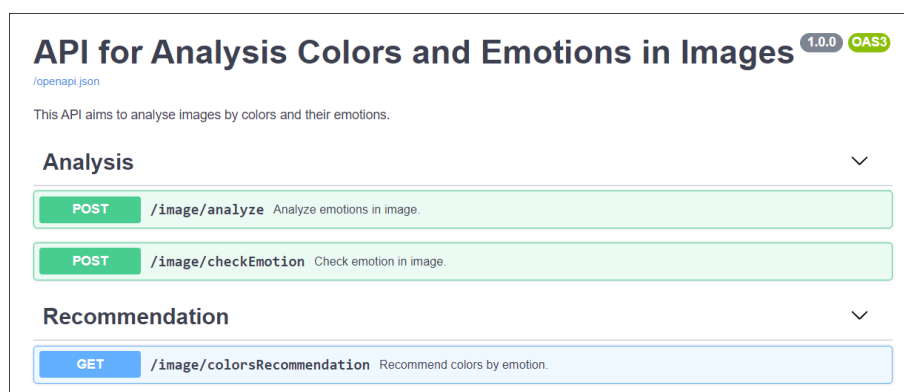 API for Analysis Colors and Emotions in Images 1.0.0 OAS3
/openapi.json
This API aims to analyse images by colors and their emotions.
Analysis
POST /image/analyze Analyze emotions in image.
POST /image/checkEmotion Check emotion in image.
Recommendation
GET /image/colorsRecommendation Recommend colors by emotion.